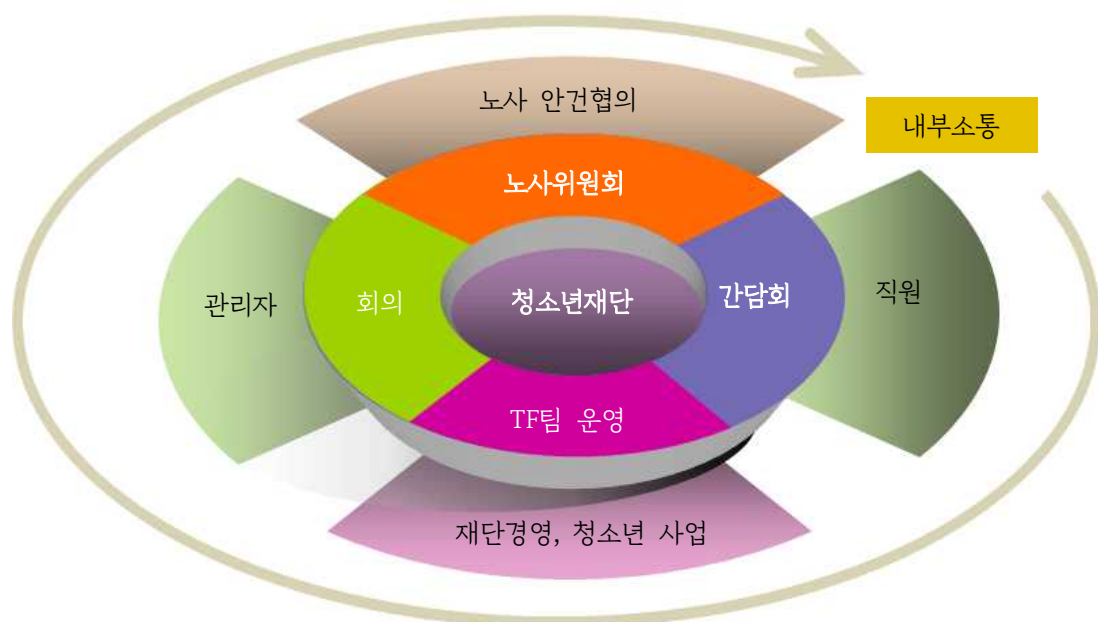 노사 안건협의
내부소통
노사위원회
관리자
회의
청소년재단
간담회
직원
TF팀 운영
재단경영, 청소년 사업